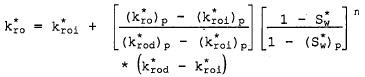 k*ro = k*roi + [ ((k*ro)p - (k*roi)p) / ((k*rod)p - (k*roi)p) ] [ (1 - S*w) / (1 - (S*w)p) ]^n
* (k*rod - k*roi)